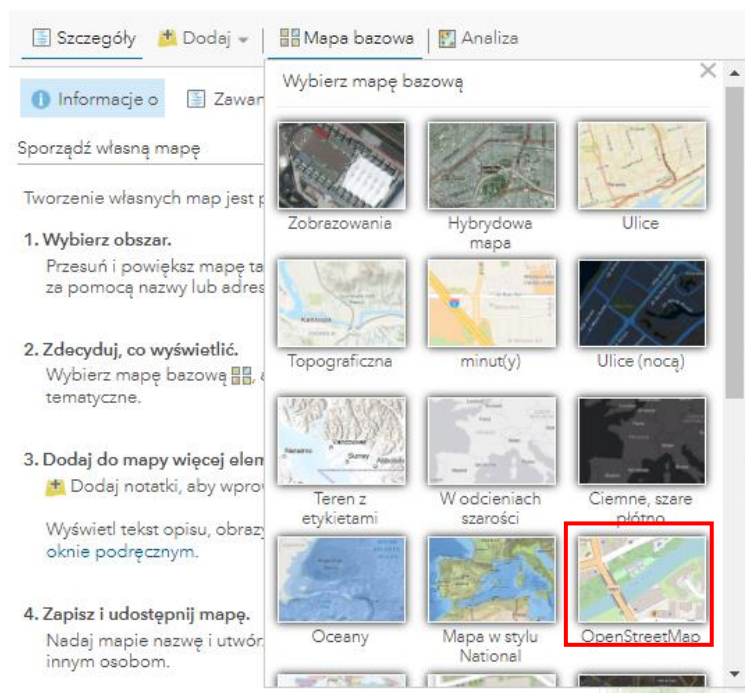 Szczegóły Dodaj Mapa bazowa Analiza
Informacje o Zawar
Sporządź własną mapę
Tworzenie własnych map jest p
1. Wybierz obszar.
Przesuń i powiększ mapę ta
za pomocą nazwy lub adres
2. Zdecyduj, co wyświetlić.
Wybierz mapę bazową , a
tematyczne.
3. Dodaj do mapy więcej elem
Dodaj notatki, aby wprow
Wyświetl tekst opisu, obrazy
oknie podręcznym.
4. Zapisz i udostępnij mapę.
Nadaj mapie nazwę i utwór
innym osobom.
Wybierz mapę bazową
Zobrazowania
Hybrydowa
mapa
Ulice
Topograficzna
minut(y)
Ulice (nocą)
Teren z
etykietami
W odcieniach
szarości
Ciemne, szare
płótno
Oceany
Mapa w stylu
National
OpenStreetMap